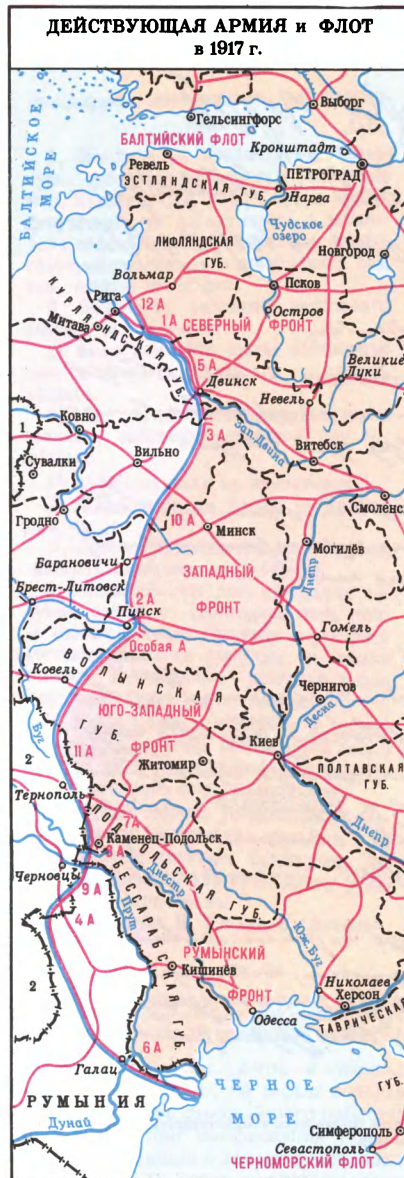 ДЕЙСТВУЮЩАЯ АРМИЯ и ФЛОТ
в 1917 г.
БАЛТИЙСКОЕ
МОРЕ
Выборг
Гельсингфорс
БАЛТИЙСКИЙ ФЛОТ
Кронштадт
Ревель
ПЕТРОГРАД
ЭСТЛЯНДСКАЯ ГУБ.
Нарва
Чудское
озеро
ЛИФЛЯНДСКАЯ
ГУБ.
Новгород
Вольмар
Псков
КУРЛЯНДСКАЯ ГУБ.
Рига
12 А
Остров
Митава
1 А
СЕВЕРНЫЙ ФРОНТ
5 А
Великие
Луки
Двинск
Невель
3 А
Зап. Двина
Ковно
1
Вильно
Витебск
Сувалки
Смоленск
Гродно
10 А
Минск
Могилёв
Барановичи
ЗАПАДНЫЙ
ФРОНТ
Днепр
Брест-Литовск
2 А
Пинск
Гомель
Особая А
ВОЛЫНСКАЯ
ГУБ.
Ковель
Чернигов
Десна
ЮГО-ЗАПАДНЫЙ
ФРОНТ
Буг
11 А
Киев
2
Житомир
ПОЛТАВСКАЯ
ГУБ.
Тернополь
ПОДОЛЬСКАЯ ГУБ.
7 А
Днепр
Каменец-Подольск
8 А
Черновцы
Днестр
9 А
Прут
4 А
БЕССАРАБСКАЯ ГУБ.
Юж. Буг
РУМЫНСКИЙ
ФРОНТ
2
Кишинёв
Николаев
Херсон
Одесса
ТАВРИЧЕСКАЯ
ГУБ.
6 А
Галац
РУМЫНИЯ
Дунай
ЧЕРНОЕ
МОРЕ
Симферополь
Севастополь
ЧЕРНОМОРСКИЙ ФЛОТ